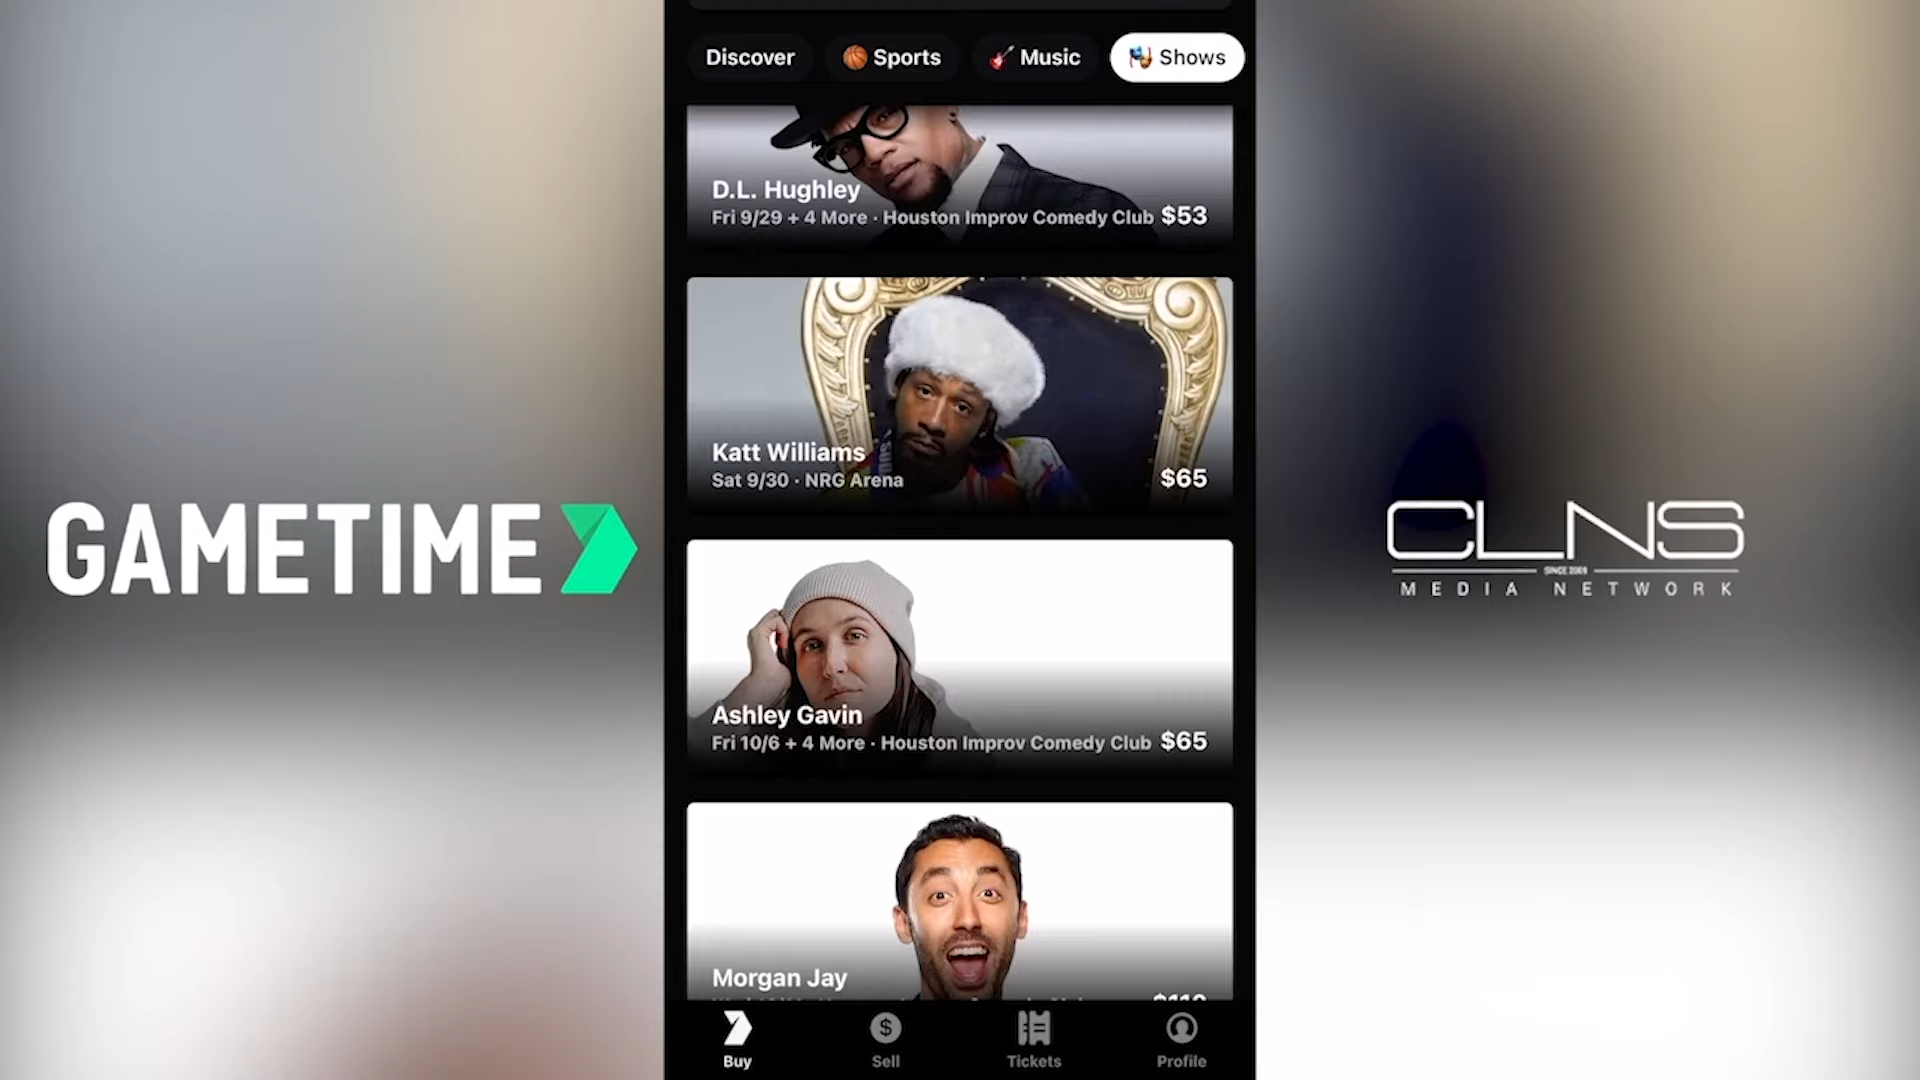 Discover
Sports
Music
Shows
D.L. Hughley
Fri 9/29 + 4 More · Houston Improv Comedy Club $53
Katt Williams
Sat 9/30 · NRG Arena $65
GAMETIME
CLNS
SINCE 2009
MEDIA NETWORK
Ashley Gavin
Fri 10/6 + 4 More · Houston Improv Comedy Club $65
Morgan Jay
Buy
Sell
Tickets
Profile